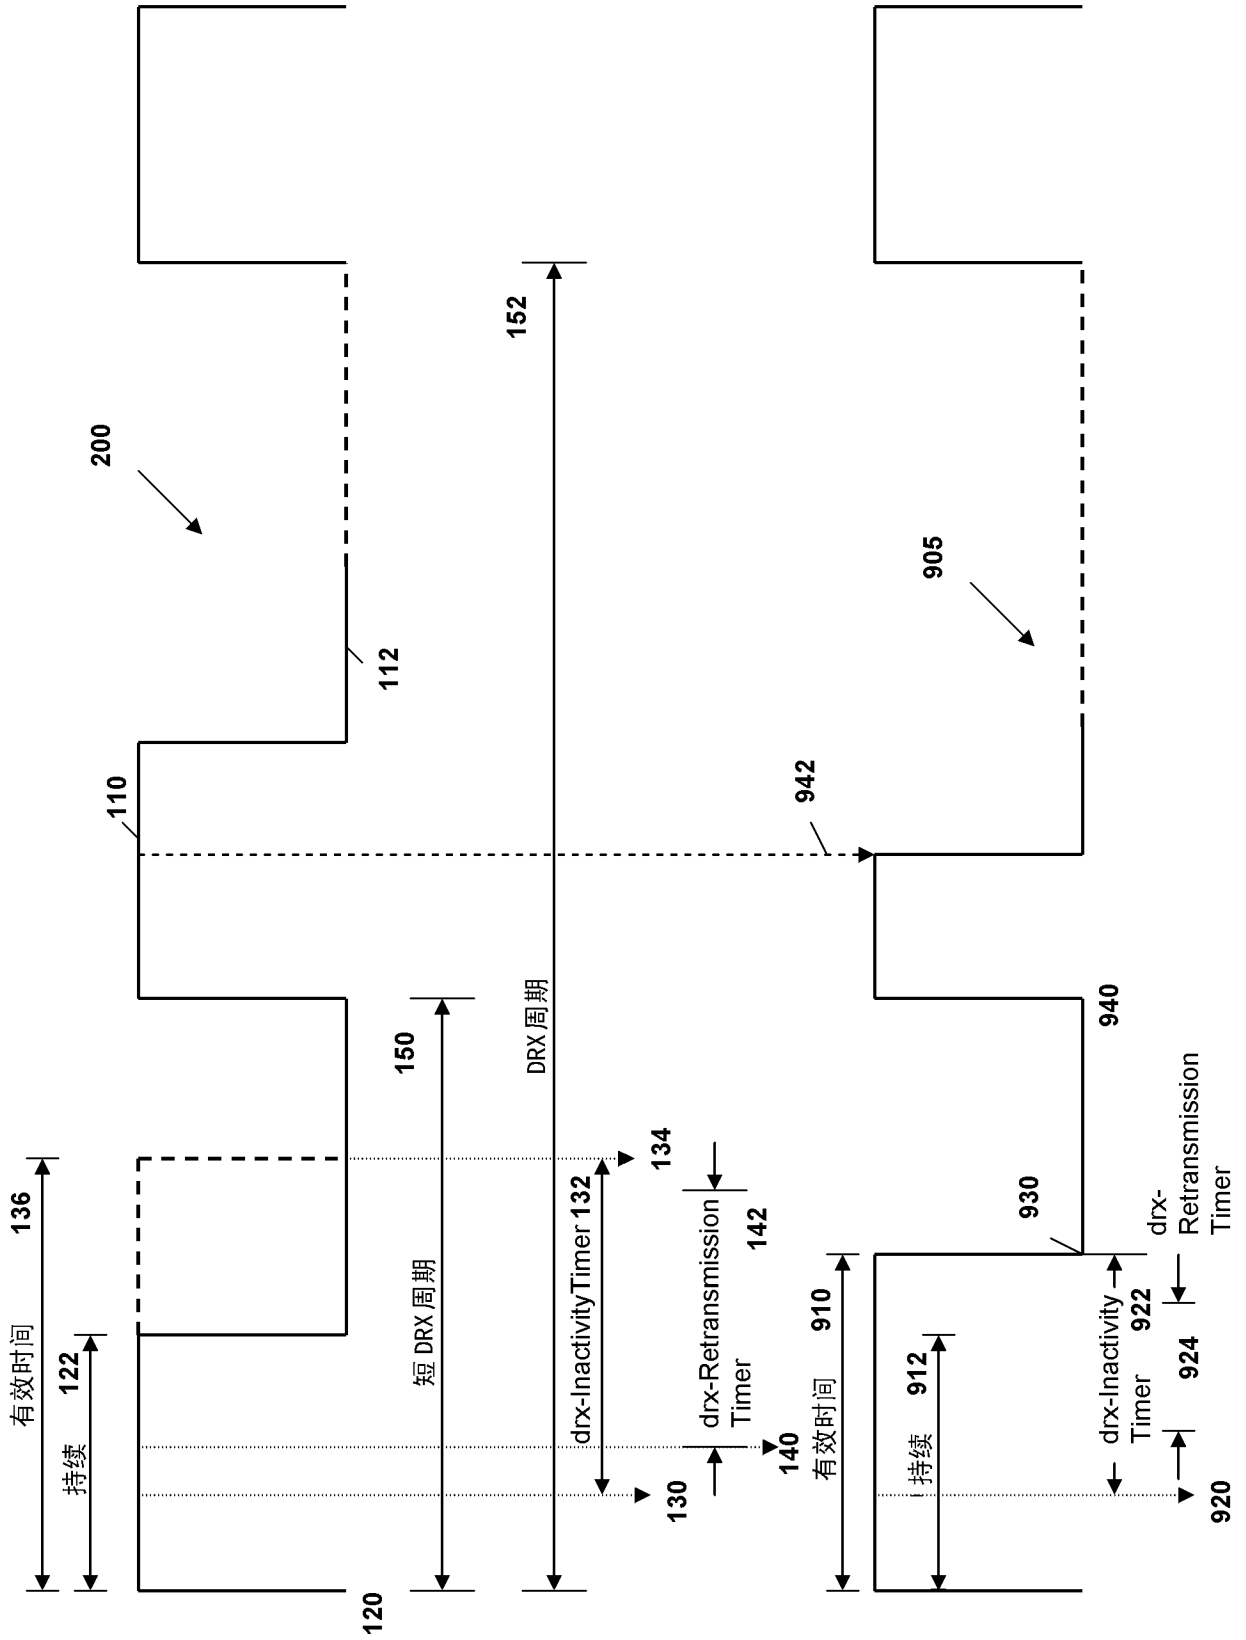 136
有效时间
122
持续
120
110
200
112
150
短 DRX 周期
152
DRX 周期
drx-InactivityTimer 132
134
130
drx-Retransmission
Timer
142
140
942
905
910
有效时间
912
持续
930
940
drx-Inactivity
Timer
922
924
drx-
Retransmission
Timer
920